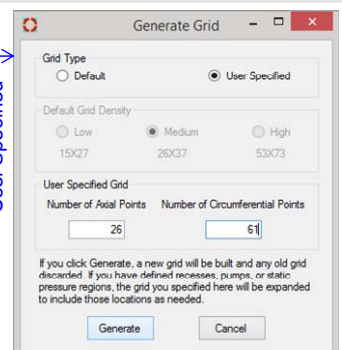 Generate Grid
User Specified
Grid Type
Default User Specified
Default Grid Density
Low Medium High
15X27 26X37 53X73
User Specified Grid
Number of Axial Points Number of Circumferential Points
26 61
If you click Generate, a new grid will be built and any old grid
discarded. If you have defined recesses, pumps, or static
pressure regions, the grid you specified here will be expanded
to include those locations as needed.
Generate Cancel